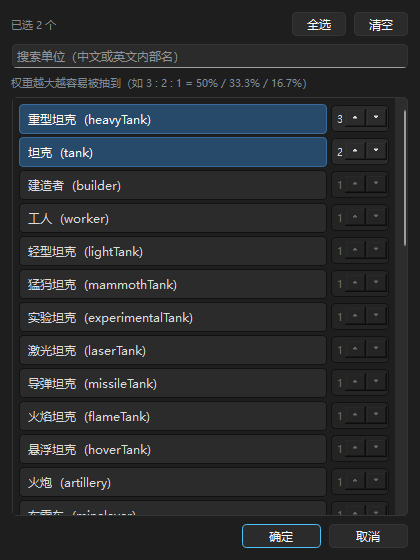 已选 2 个 全选 清空
搜索单位（中文或英文内部名）
权重越大越容易被抽到（如 3 : 2 : 1 = 50% / 33.3% / 16.7%）
重型坦克 (heavyTank) 3
坦克 (tank) 2
建造者 (builder) 1
工人 (worker) 1
轻型坦克 (lightTank) 1
猛犸坦克 (mammothTank) 1
实验坦克 (experimentalTank) 1
激光坦克 (laserTank) 1
导弹坦克 (missileTank) 1
火焰坦克 (flameTank) 1
悬浮坦克 (hoverTank) 1
火炮 (artillery) 1
确定 取消